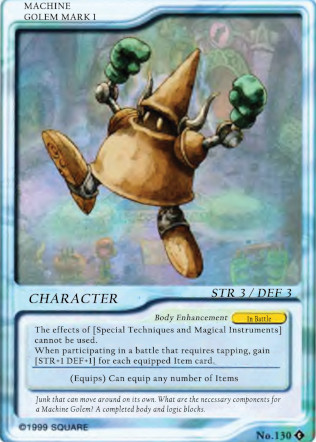 MACHINE
GOLEM MARK I
CHARACTER
STR 3 / DEF 3
Body Enhancement In Battle
The effects of [Special Techniques and Magical Instruments]
cannot be used.
When participating in a battle that requires tapping, gain
[STR+1 DEF+1] for each equipped Item card.
(Equips) Can equip any number of Items
Junk that can move around on its own. What are the necessary components for
a Machine Golem? A completed body and logic blocks.
©1999 SQUARE
No.130 C